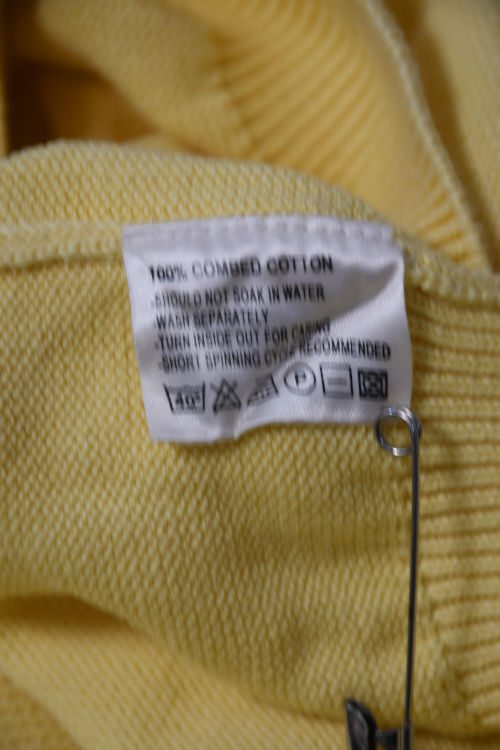 100% COMBED COTTON
-SHOULD NOT SOAK IN WATER
-WASH SEPARATELY
-TURN INSIDE OUT FOR CARING
-SHORT SPINNING CYCLE RECOMMENDED
40° P